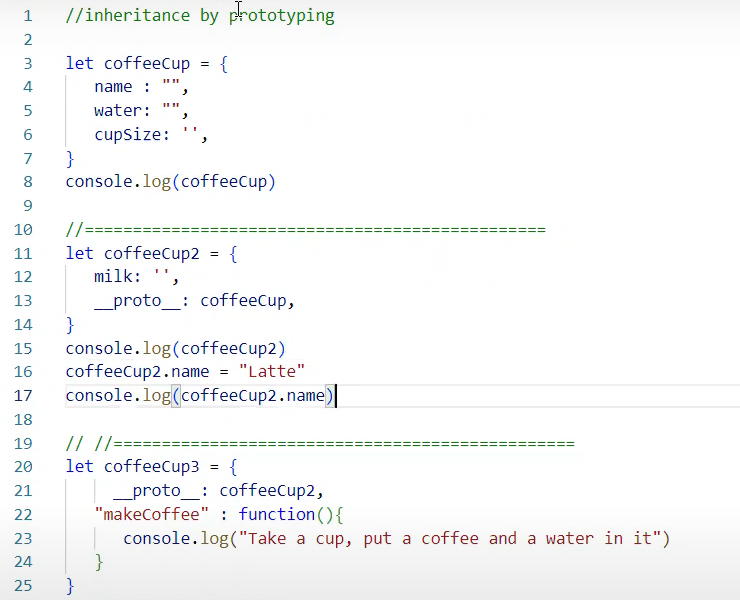 1 //inheritance by prototyping
2
3 let coffeeCup = {
4 name : "",
5 water: "",
6 cupSize: '',
7 }
8 console.log(coffeeCup)
9
10 //================================================
11 let coffeeCup2 = {
12 milk: '',
13 __proto__: coffeeCup,
14 }
15 console.log(coffeeCup2)
16 coffeeCup2.name = "Latte"
17 console.log(coffeeCup2.name)
18
19 // //================================================
20 let coffeeCup3 = {
21 __proto__: coffeeCup2,
22 "makeCoffee" : function(){
23 console.log("Take a cup, put a coffee and a water in it")
24 }
25 }